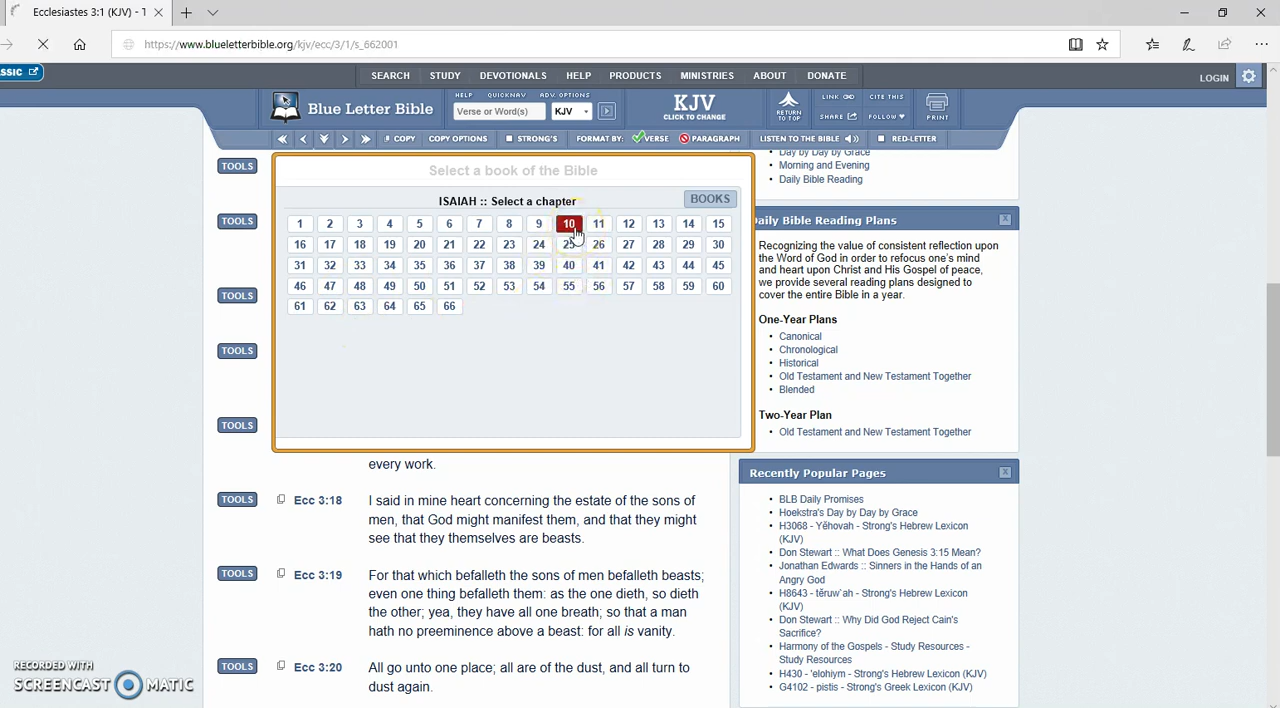 Ecclesiastes 3:1 (KJV) - T
https://www.blueletterbible.org/kjv/ecc/3/1/s_662001
SSIC
SEARCH STUDY DEVOTIONALS HELP PRODUCTS MINISTRIES ABOUT DONATE
LOGIN
Blue Letter Bible
HELP QUICKNAV ADV. OPTIONS
Verse or Word(s) KJV
KJV
CLICK TO CHANGE
RETURN
TO TOP
LINK CITE THIS
SHARE FOLLOW
PRINT
COPY COPY OPTIONS STRONG'S FORMAT BY: VERSE PARAGRAPH LISTEN TO THE BIBLE RED-LETTER
TOOLS
TOOLS
TOOLS
TOOLS
TOOLS
Select a book of the Bible
ISAIAH :: Select a chapter
BOOKS
1 2 3 4 5 6 7 8 9 10 11 12 13 14 15
16 17 18 19 20 21 22 23 24 25 26 27 28 29 30
31 32 33 34 35 36 37 38 39 40 41 42 43 44 45
46 47 48 49 50 51 52 53 54 55 56 57 58 59 60
61 62 63 64 65 66
every work.
TOOLS Ecc 3:18 I said in mine heart concerning the estate of the sons of
men, that God might manifest them, and that they might
see that they themselves are beasts.
TOOLS Ecc 3:19 For that which befalleth the sons of men befalleth beasts;
even one thing befalleth them: as the one dieth, so dieth
the other; yea, they have all one breath; so that a man
hath no preeminence above a beast: for all is vanity.
TOOLS Ecc 3:20 All go unto one place; all are of the dust, and all turn to
dust again.
Day by Day by Grace
Morning and Evening
Daily Bible Reading
Daily Bible Reading Plans
Recognizing the value of consistent reflection upon
the Word of God in order to refocus one's mind
and heart upon Christ and His Gospel of peace,
we provide several reading plans designed to
cover the entire Bible in a year.
One-Year Plans
Canonical
Chronological
Historical
Old Testament and New Testament Together
Blended
Two-Year Plan
Old Testament and New Testament Together
Recently Popular Pages
BLB Daily Promises
Hoekstra's Day by Day by Grace
H3068 - Yĕhovah - Strong's Hebrew Lexicon
(KJV)
Don Stewart :: What Does Genesis 3:15 Mean?
Jonathan Edwards :: Sinners in the Hands of an
Angry God
H8643 - tĕruw`ah - Strong's Hebrew Lexicon
(KJV)
Don Stewart :: Why Did God Reject Cain's
Sacrifice?
Harmony of the Gospels - Study Resources -
Study Resources
H430 - 'elohiym - Strong's Hebrew Lexicon (KJV)
G4102 - pistis - Strong's Greek Lexicon (KJV)
RECORDED WITH
SCREENCAST MATIC